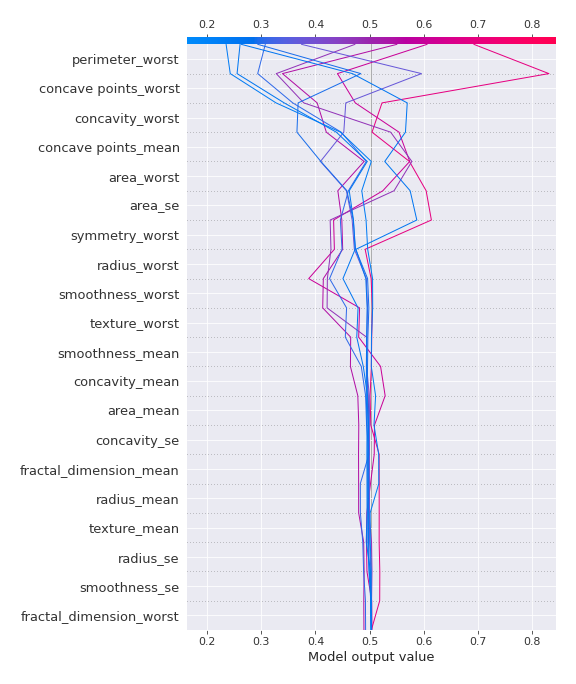 0.2 0.3 0.4 0.5 0.6 0.7 0.8
perimeter_worst
concave points_worst
concavity_worst
concave points_mean
area_worst
area_se
symmetry_worst
radius_worst
smoothness_worst
texture_worst
smoothness_mean
concavity_mean
area_mean
concavity_se
fractal_dimension_mean
radius_mean
texture_mean
radius_se
smoothness_se
fractal_dimension_worst
0.2 0.3 0.4 0.5 0.6 0.7 0.8
Model output value